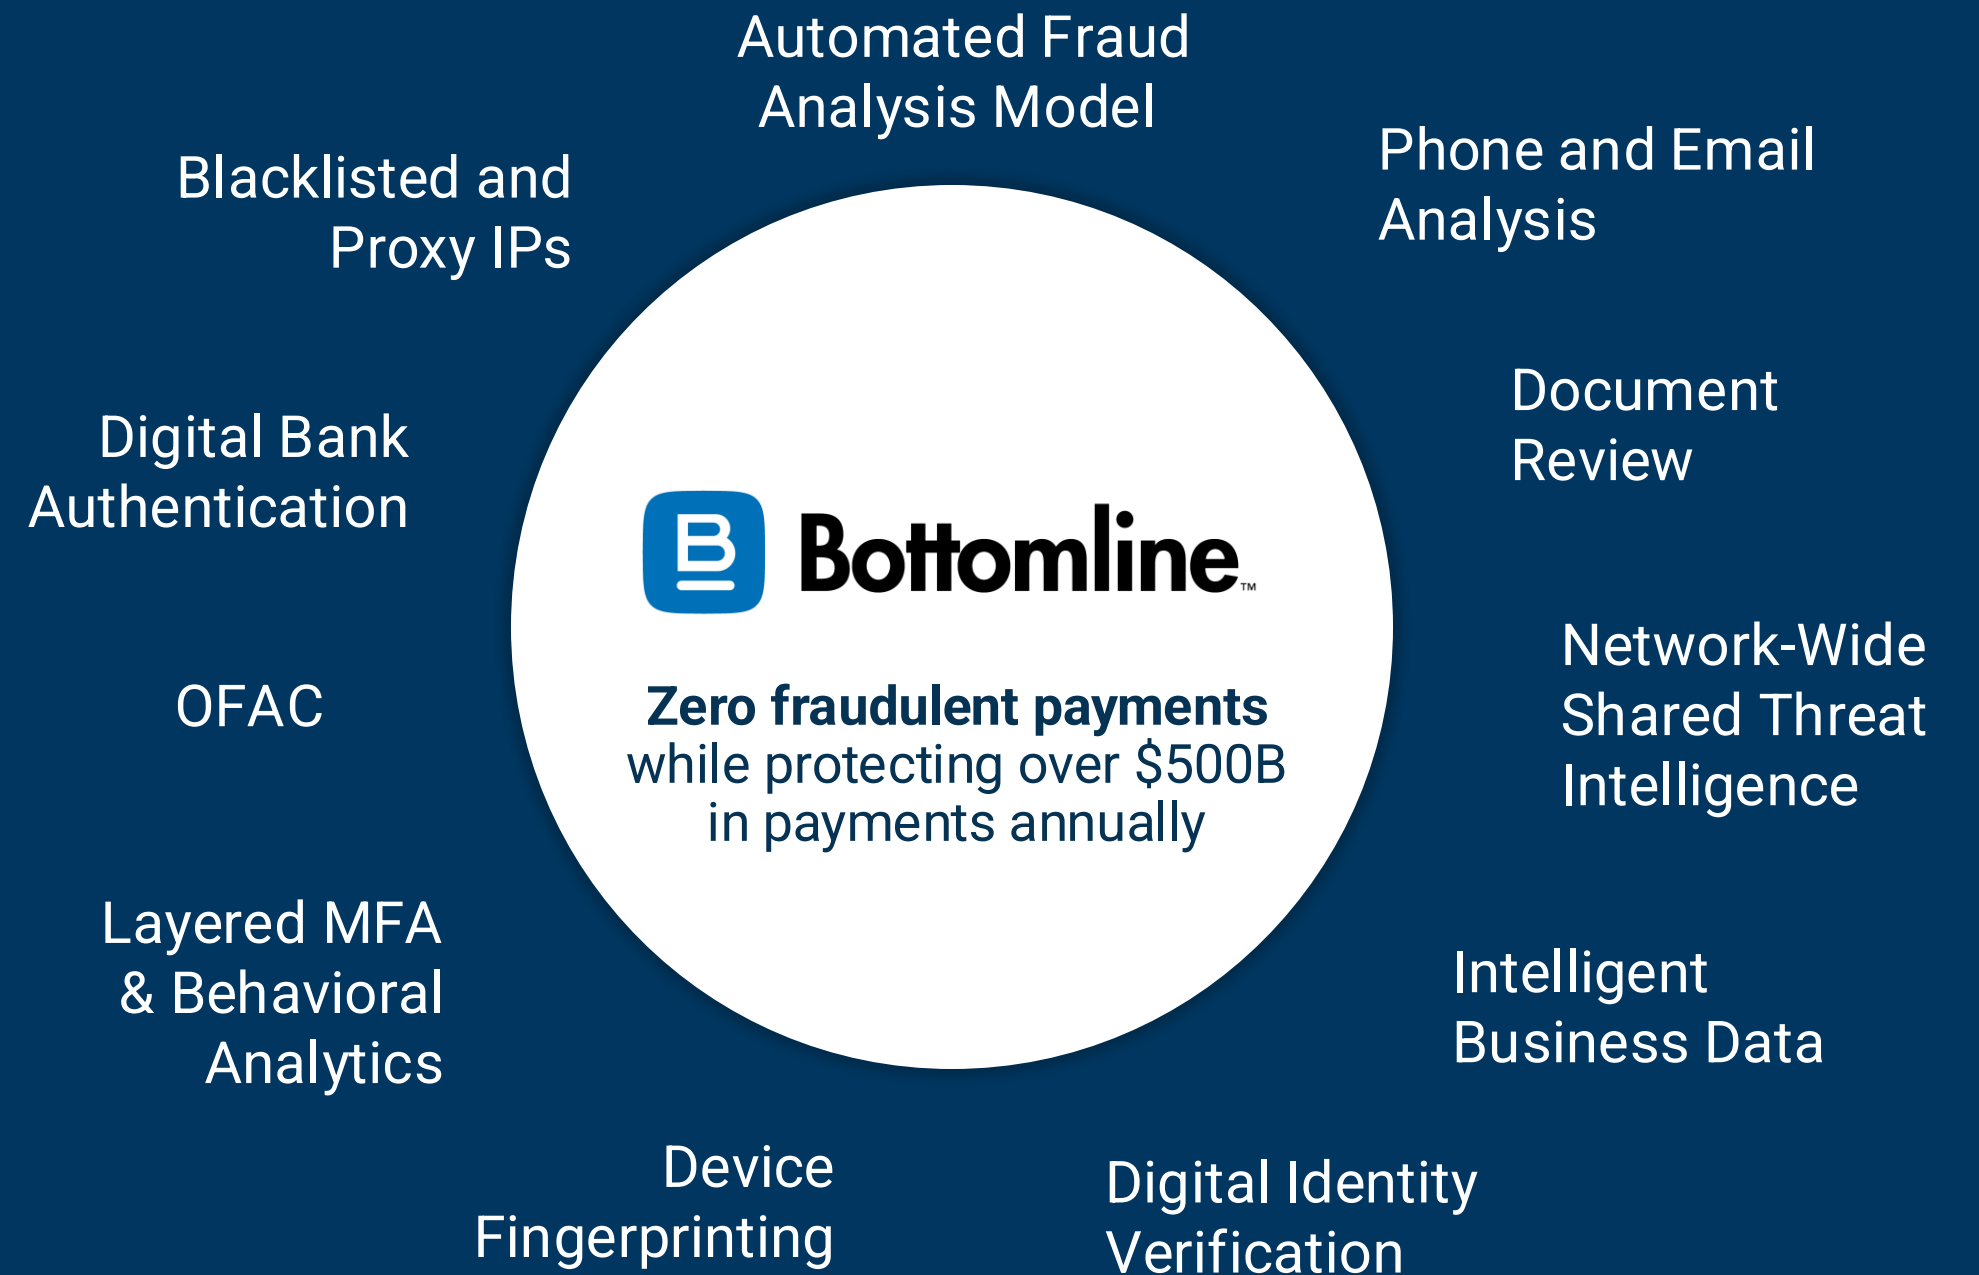 Automated Fraud
Analysis Model
Phone and Email
Analysis
Document
Review
Network-Wide
Shared Threat
Intelligence
Intelligent
Business Data
Digital Identity
Verification
Device
Fingerprinting
Layered MFA
& Behavioral
Analytics
OFAC
Digital Bank
Authentication
Blacklisted and
Proxy IPs
B Bottomline™
Zero fraudulent payments
while protecting over $500B
in payments annually